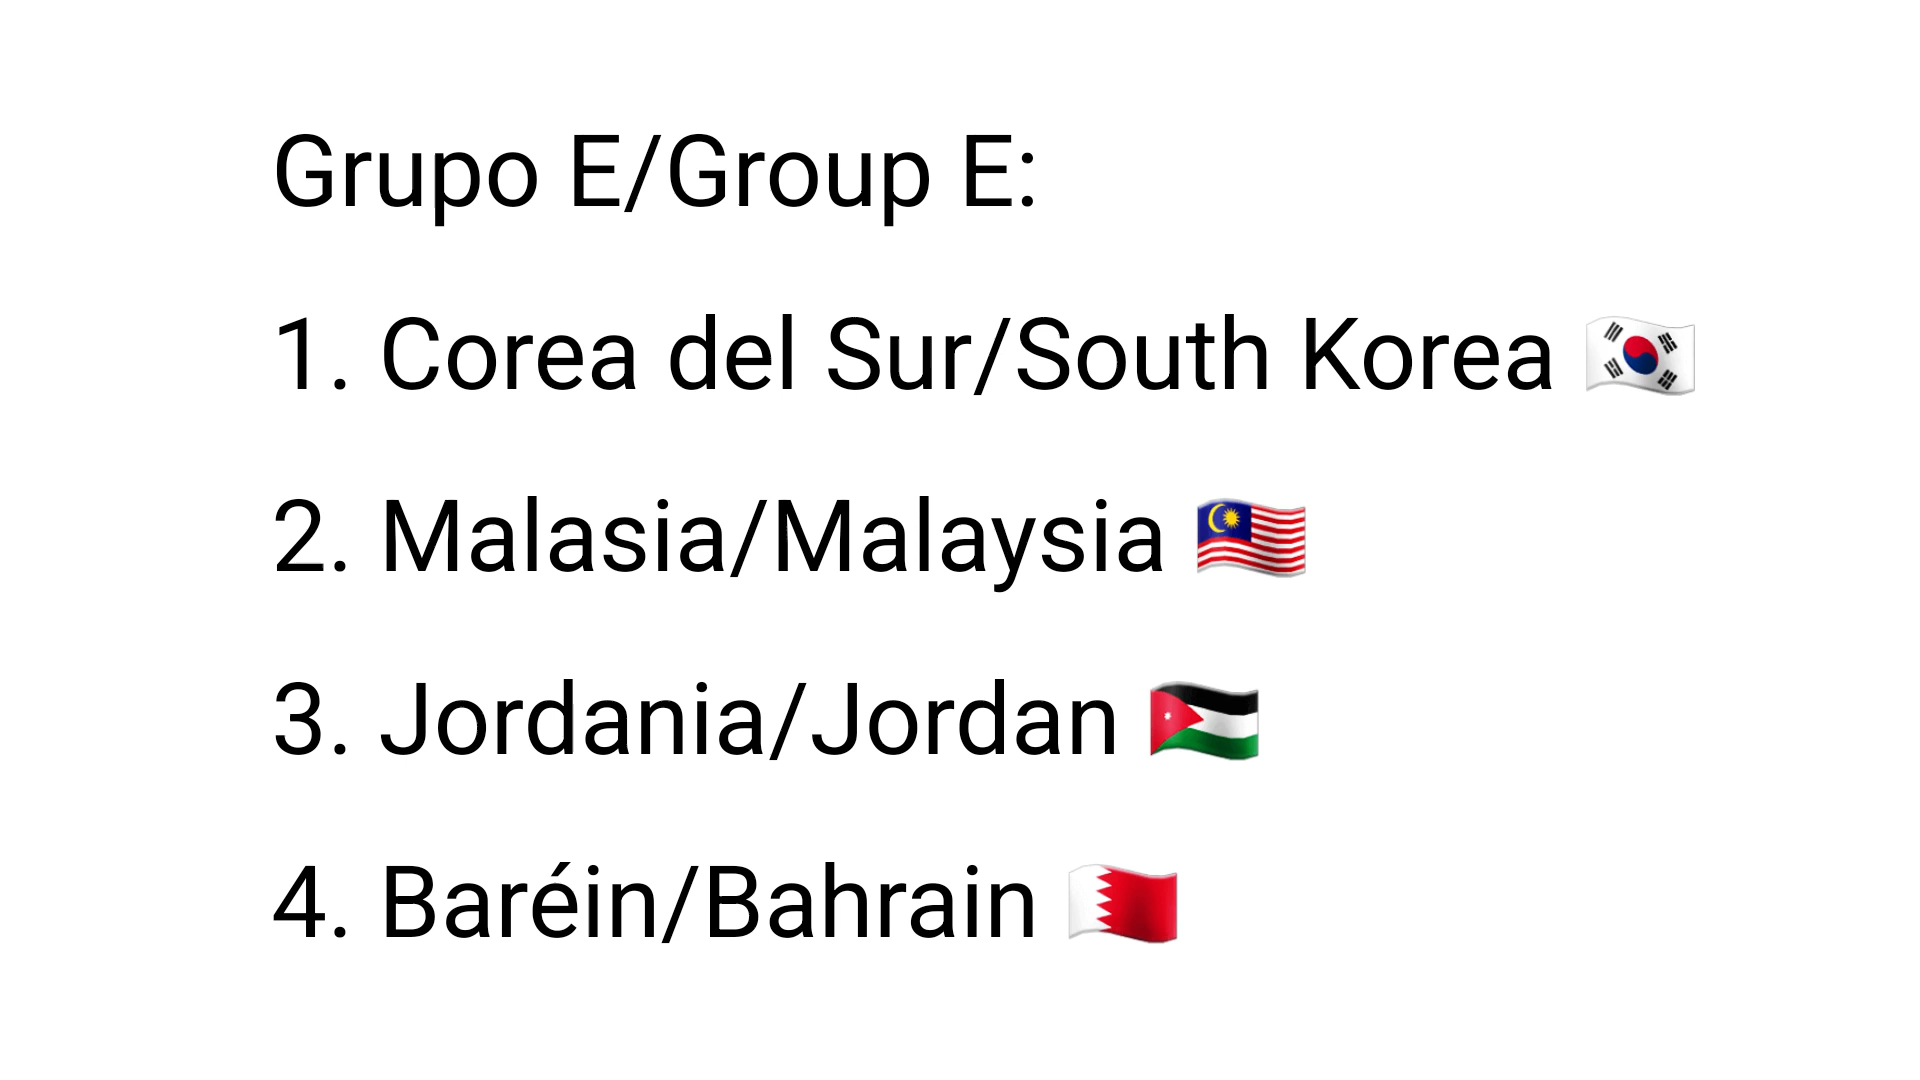 Grupo E/Group E:
1. Corea del Sur/South Korea 🇰🇷
2. Malasia/Malaysia 🇲🇾
3. Jordania/Jordan 🇯🇴
4. Baréin/Bahrain 🇧🇭